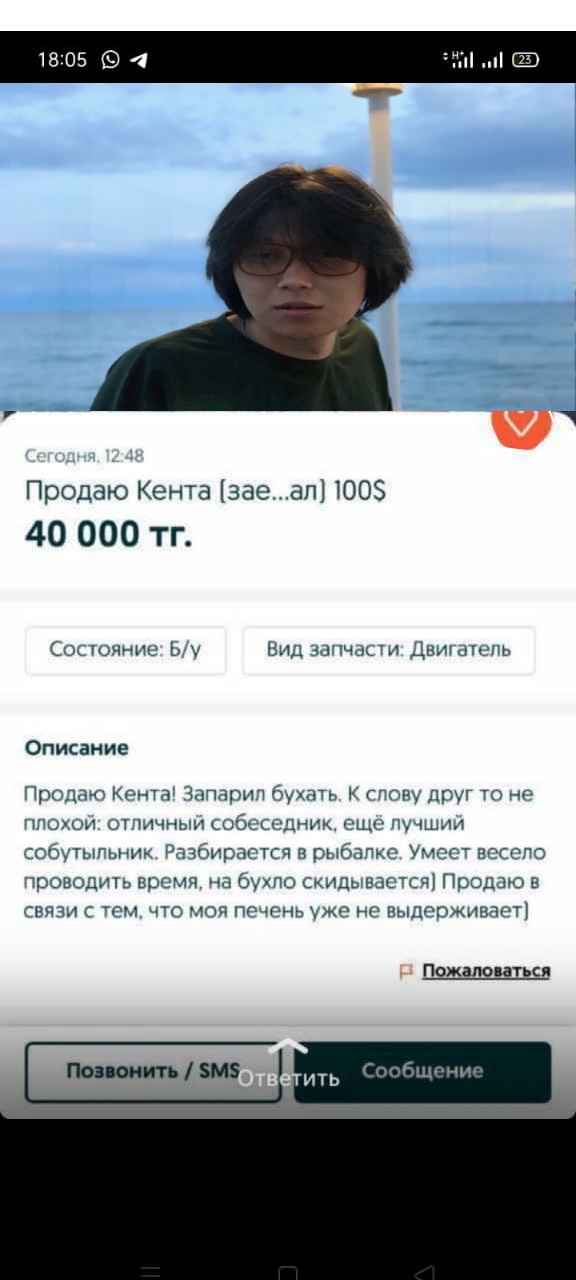 18:05
H+
23
Сегодня, 12:48
Продаю Кента (зае...ал) 100$
40 000 тг.
Состояние: Б/у
Вид запчасти: Двигатель
Описание
Продаю Кента! Запарил бухать. К слову друг то не
плохой: отличный собеседник, ещё лучший
собутыльник. Разбирается в рыбалке. Умеет весело
проводить время, на бухло скидывается) Продаю в
связи с тем, что моя печень уже не выдерживает)
Пожаловаться
Позвонить / SMS
Ответить
Сообщение